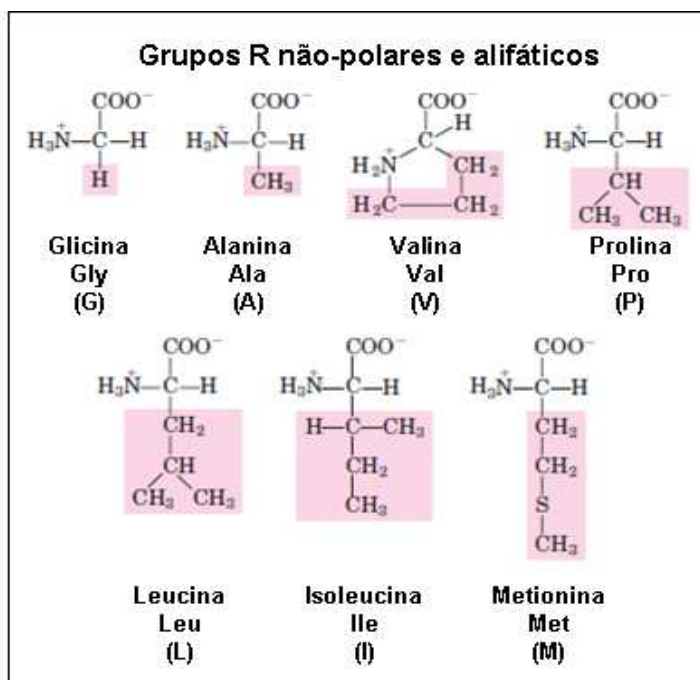 Grupos R não-polares e alifáticos
COO⁻ COO⁻ COO⁻ COO⁻
H₃N⁺—C—H H₃N⁺—C—H C H H₃N⁺—C—H
H CH₃ H₂N⁺ CH₂ CH
H₂C CH₂ CH₃ CH₃
Glicina Alanina Valina Prolina
Gly Ala Val Pro
(G) (A) (V) (P)
COO⁻ COO⁻ COO⁻
H₃N⁺—C—H H₃N⁺—C—H H₃N⁺—C—H
CH₂ H—C—CH₃ CH₂
CH CH₂ CH₂
CH₃ CH₃ CH₃ S
CH₃
Leucina Isoleucina Metionina
Leu Ile Met
(L) (I) (M)